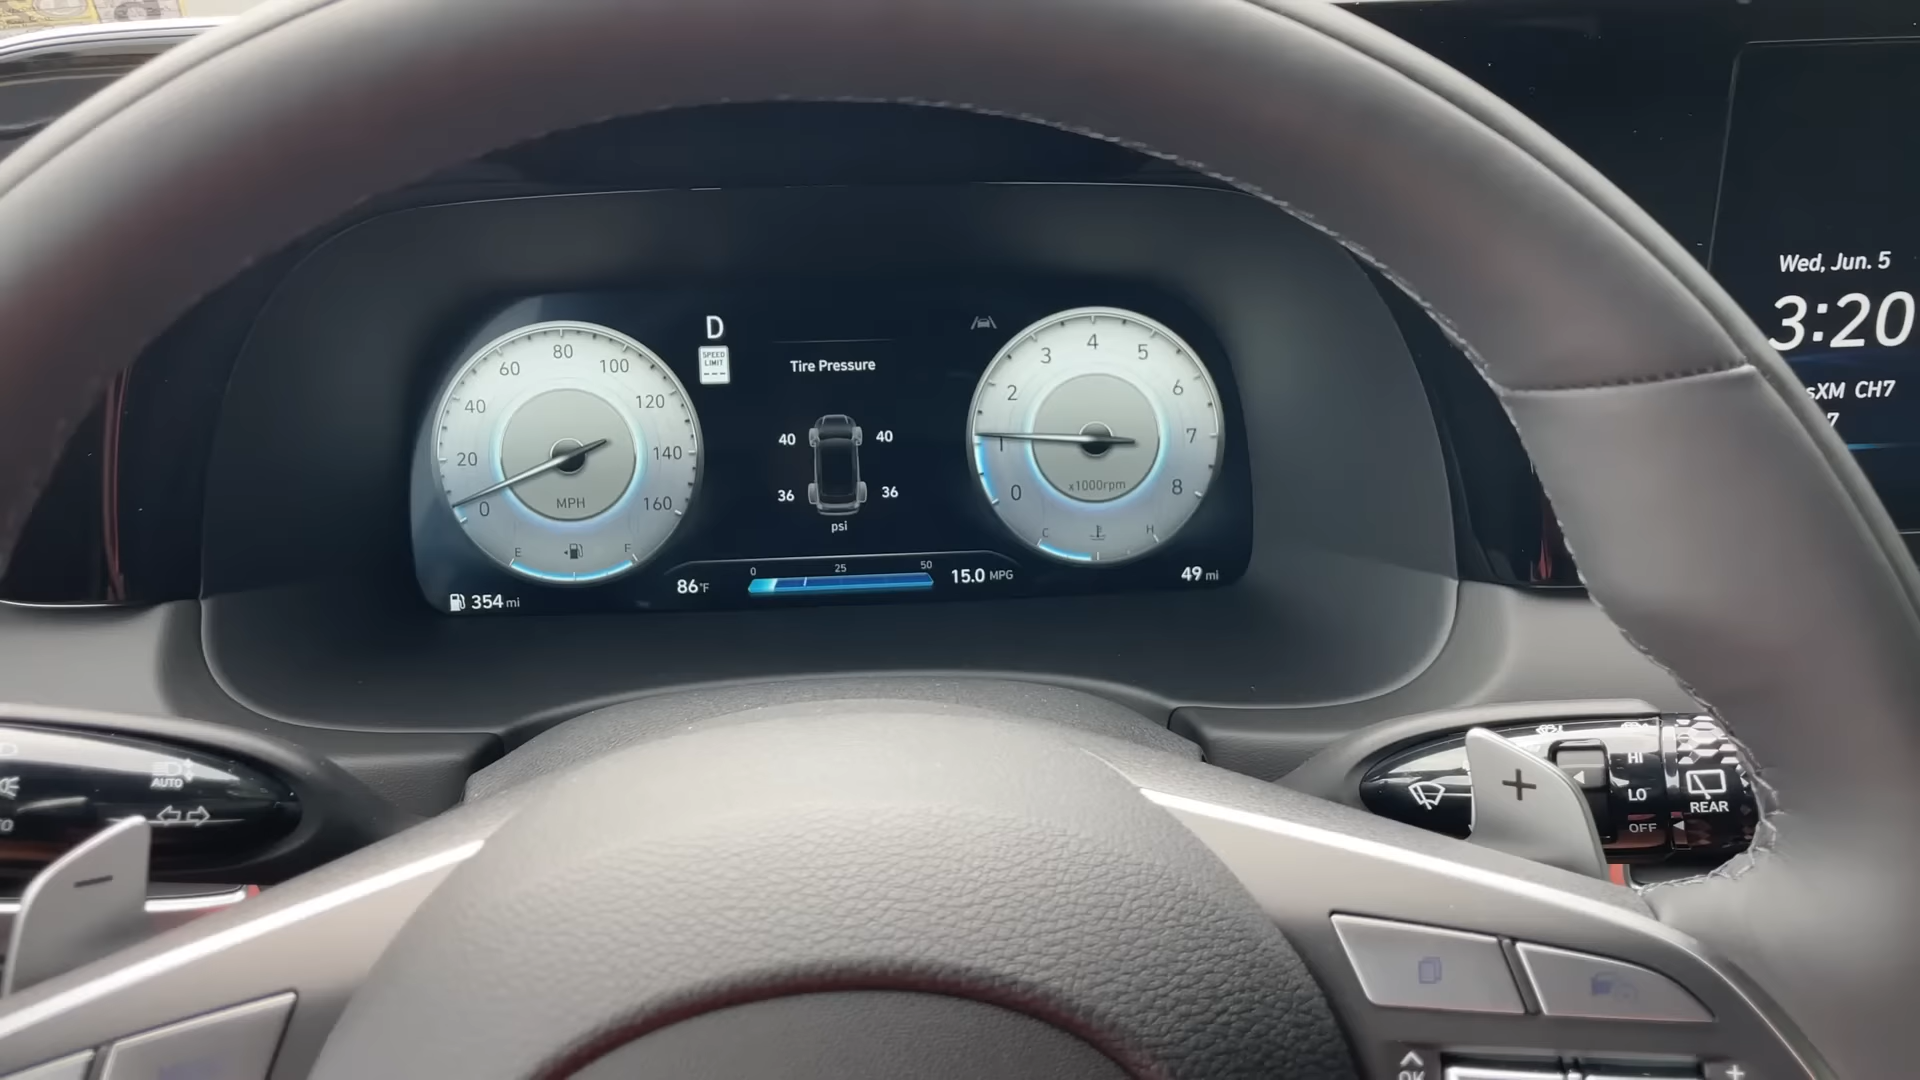 Wed, Jun. 5
3:20
sXM CH7
7
D
SPEED
LIMIT
---
Tire Pressure
40 40
36 36
psi
0 20 40 60 80 100 120 140 160
MPH
E F
354 mi
86°F
0 25 50
15.0 MPG
0 1 2 3 4 5 6 7 8
x1000rpm
C H
49 mi
AUTO
−
+
HI
LO
OFF
REAR
OK
+